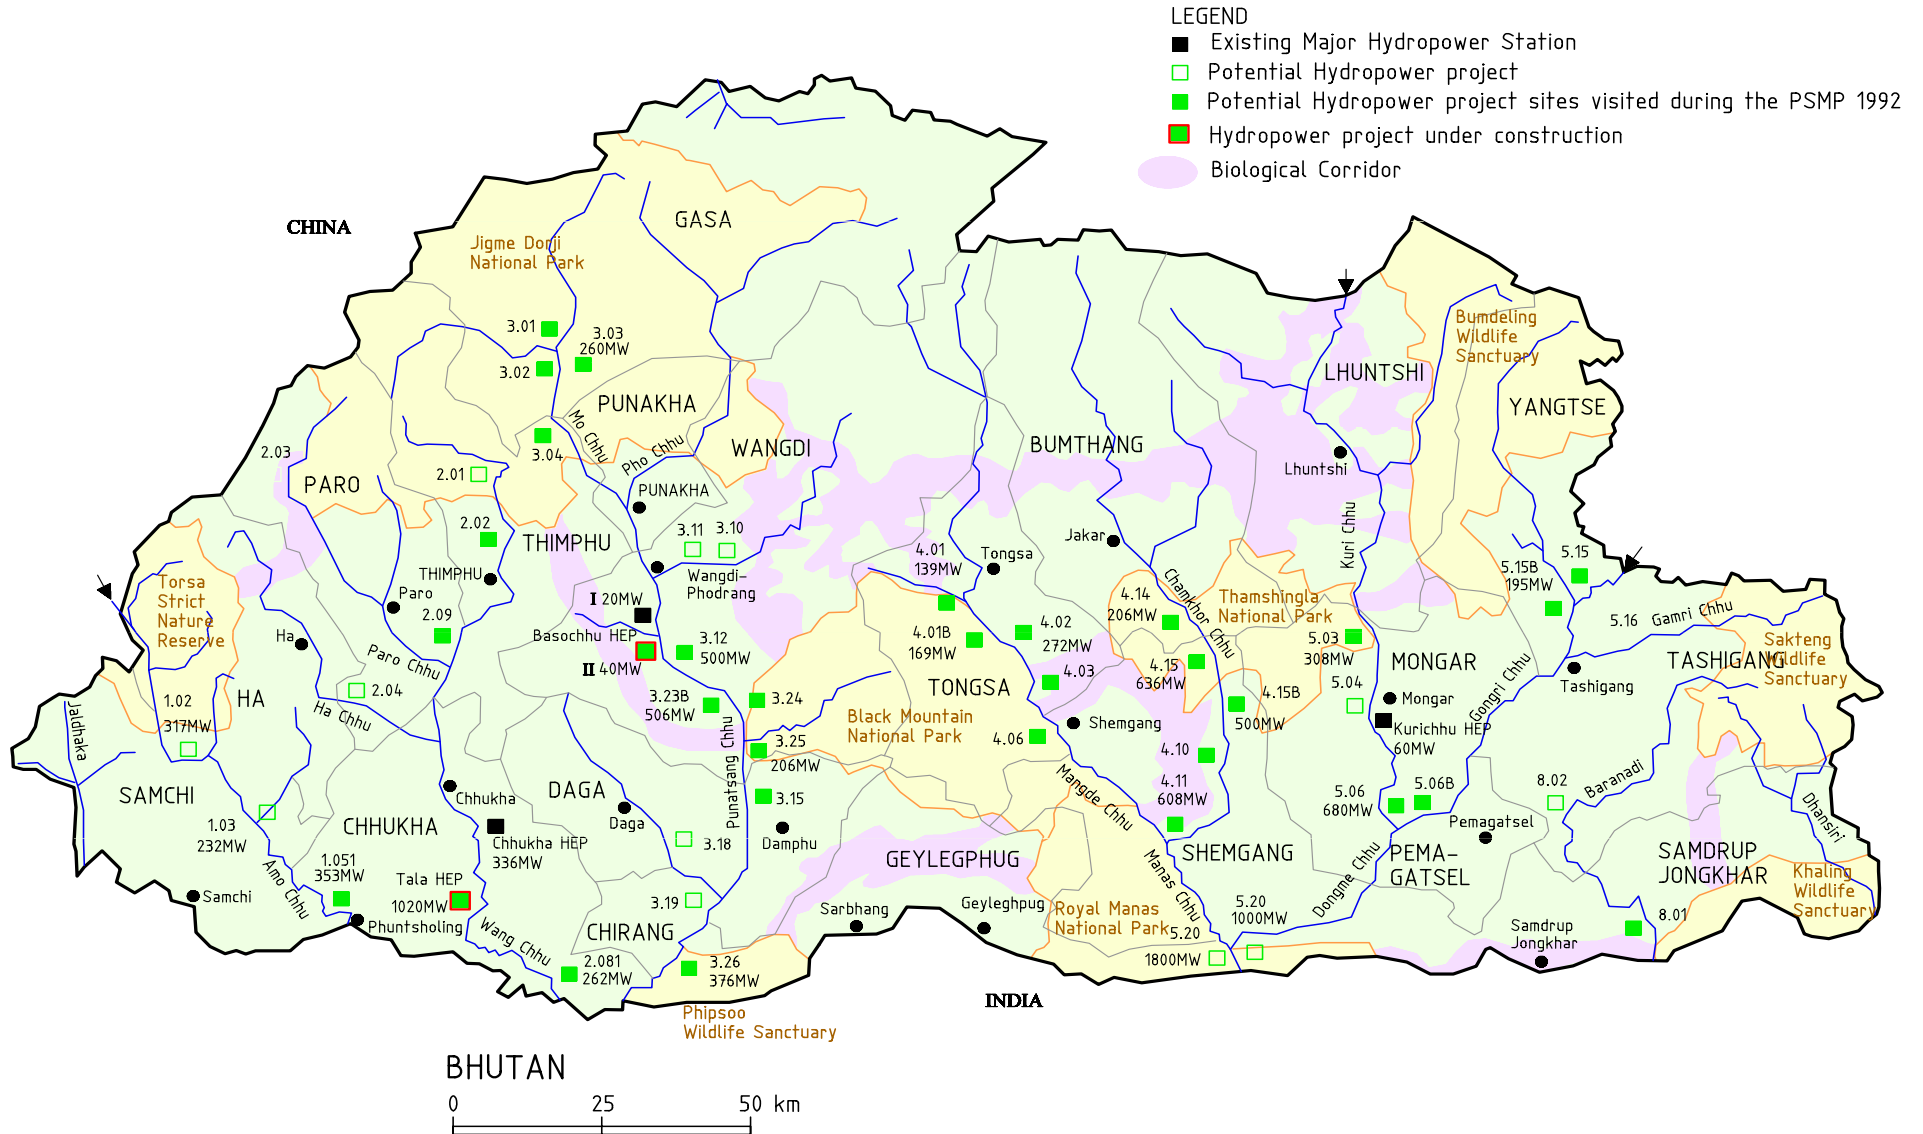 LEGEND
Existing Major Hydropower Station
Potential Hydropower project
Potential Hydropower project sites visited during the PSMP 1992
Hydropower project under construction
Biological Corridor
CHINA
GASA
Jigme Dorji
National Park
3.01
3.03
260MW
3.02
PUNAKHA
Mo Chhu
Pho Chhu
3.04
WANGDI
2.03
PARO
2.01
PUNAKHA
2.02
THIMPHU
3.11
3.10
THIMPHU
Wangdi-
Phodrang
Paro
2.09
Torsa
Strict
Nature
Reserve
Ha
Paro Chhu
I 20MW
Basochhu HEP
II 40MW
3.12
500MW
2.04
Ha Chhu
HA
1.02
317MW
3.23B
506MW
3.24
Punatsang Chhu
3.25
206MW
3.15
Damphu
Jaldhaka
SAMCHI
1.03
232MW
Amo Chhu
1.051
353MW
Samchi
Phuntsholing
CHHUKHA
Chhukha
Chhukha HEP
336MW
Tala HEP
1020MW
Wang Chhu
DAGA
Daga
3.18
3.19
CHIRANG
2.081
262MW
3.26
376MW
Phipsoo
Wildlife Sanctuary
LHUNTSHI
Bumdeling
Wildlife
Sanctuary
YANGTSE
BUMTHANG
Lhuntshi
Kuri Chhu
Jakar
4.01
139MW
Tongsa
4.01B
169MW
4.02
272MW
4.03
TONGSA
Black Mountain
National Park
Shemgang
4.06
Mangde Chhu
4.14
206MW
Chamkhor Chhu
Thamshingla
National Park
4.15
636MW
4.15B
500MW
4.10
4.11
608MW
5.03
308MW
5.04
MONGAR
Mongar
Kurichhu HEP
60MW
Gongri Chhu
5.15
5.15B
195MW
5.16
Gamri Chhu
Sakteng
Wildlife
Sanctuary
TASHIGANG
Tashigang
5.06
680MW
5.06B
8.02
Baranadi
Dhansiri
Pemagatsel
PEMA-
GATSEL
SAMDRUP
JONGKHAR
Khaling
Wildlife
Sanctuary
8.01
Samdrup
Jongkhar
GEYLEGPHUG
SHEMGANG
Manas Chhu
Dongme Chhu
Sarbhang
Geyleghpug
Royal Manas
National Park
5.20
1000MW
5.20
1800MW
INDIA
BHUTAN
0 25 50 km